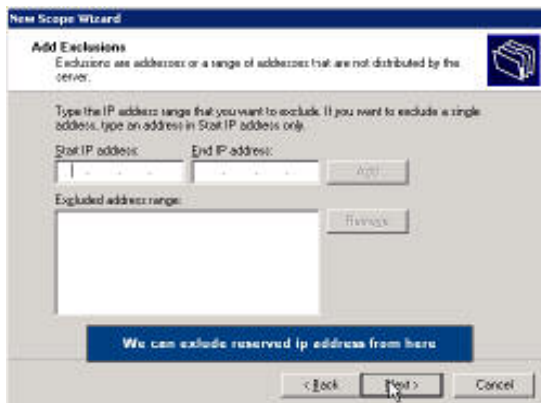 New Scope Wizard
Add Exclusions
Exclusions are addresses or a range of addresses that are not distributed by the
server.
Type the IP address range that you want to exclude. If you want to exclude a single
address, type an address in Start IP address only.
Start IP address: End IP address:
Add
Excluded address range:
Remove
We can exlude reserved ip address from here
< Back Next > Cancel